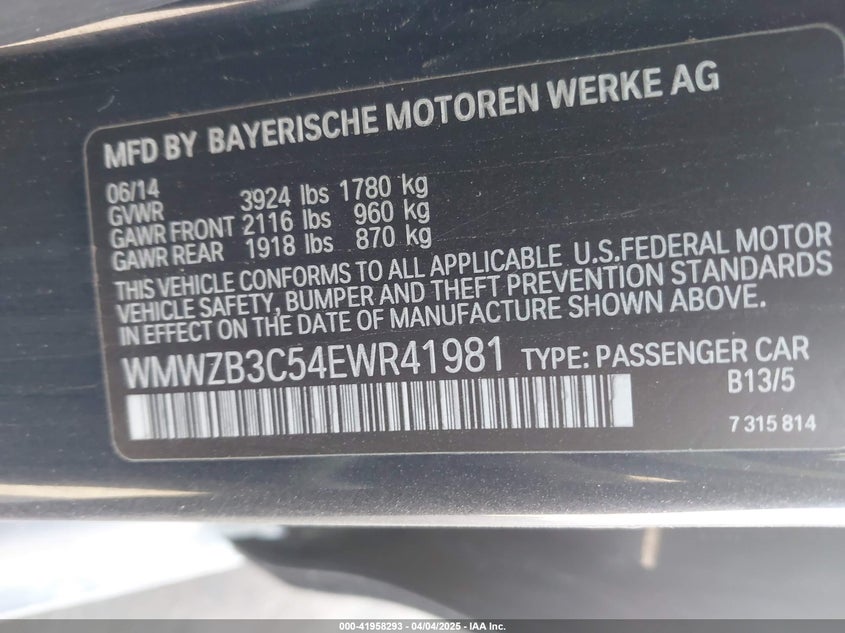 MFD BY BAYERISCHE MOTOREN WERKE AG
06/14
GVWR 3924 lbs 1780 kg
GAWR FRONT 2116 lbs 960 kg
GAWR REAR 1918 lbs 870 kg
THIS VEHICLE CONFORMS TO ALL APPLICABLE U.S.FEDERAL MOTOR
VEHICLE SAFETY, BUMPER AND THEFT PREVENTION STANDARDS
IN EFFECT ON THE DATE OF MANUFACTURE SHOWN ABOVE.
WMWZB3C54EWR41981 TYPE: PASSENGER CAR
B13/5
7 315 814
000-41958293 - 04/04/2025 - © IAA Inc.